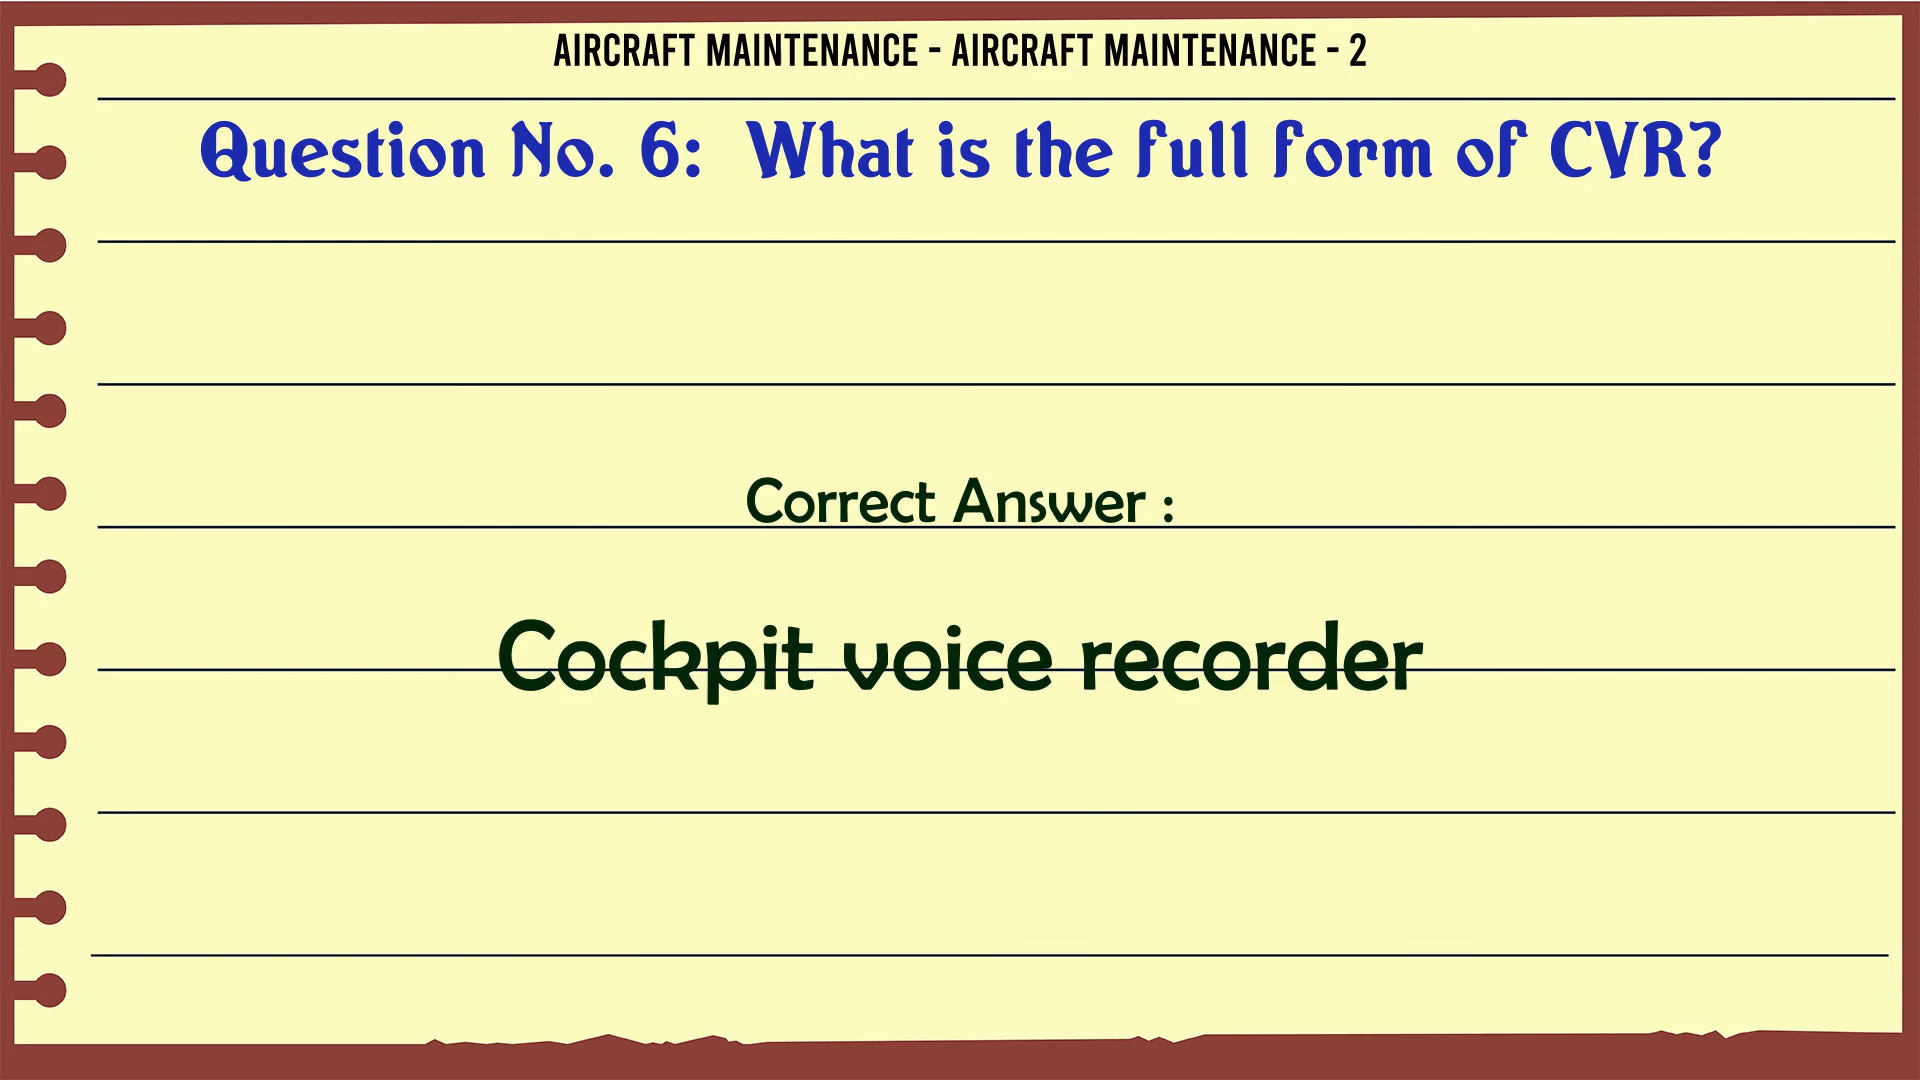 AIRCRAFT MAINTENANCE - AIRCRAFT MAINTENANCE - 2
Question No. 6: What is the full form of CVR?
Correct Answer :
Cockpit voice recorder